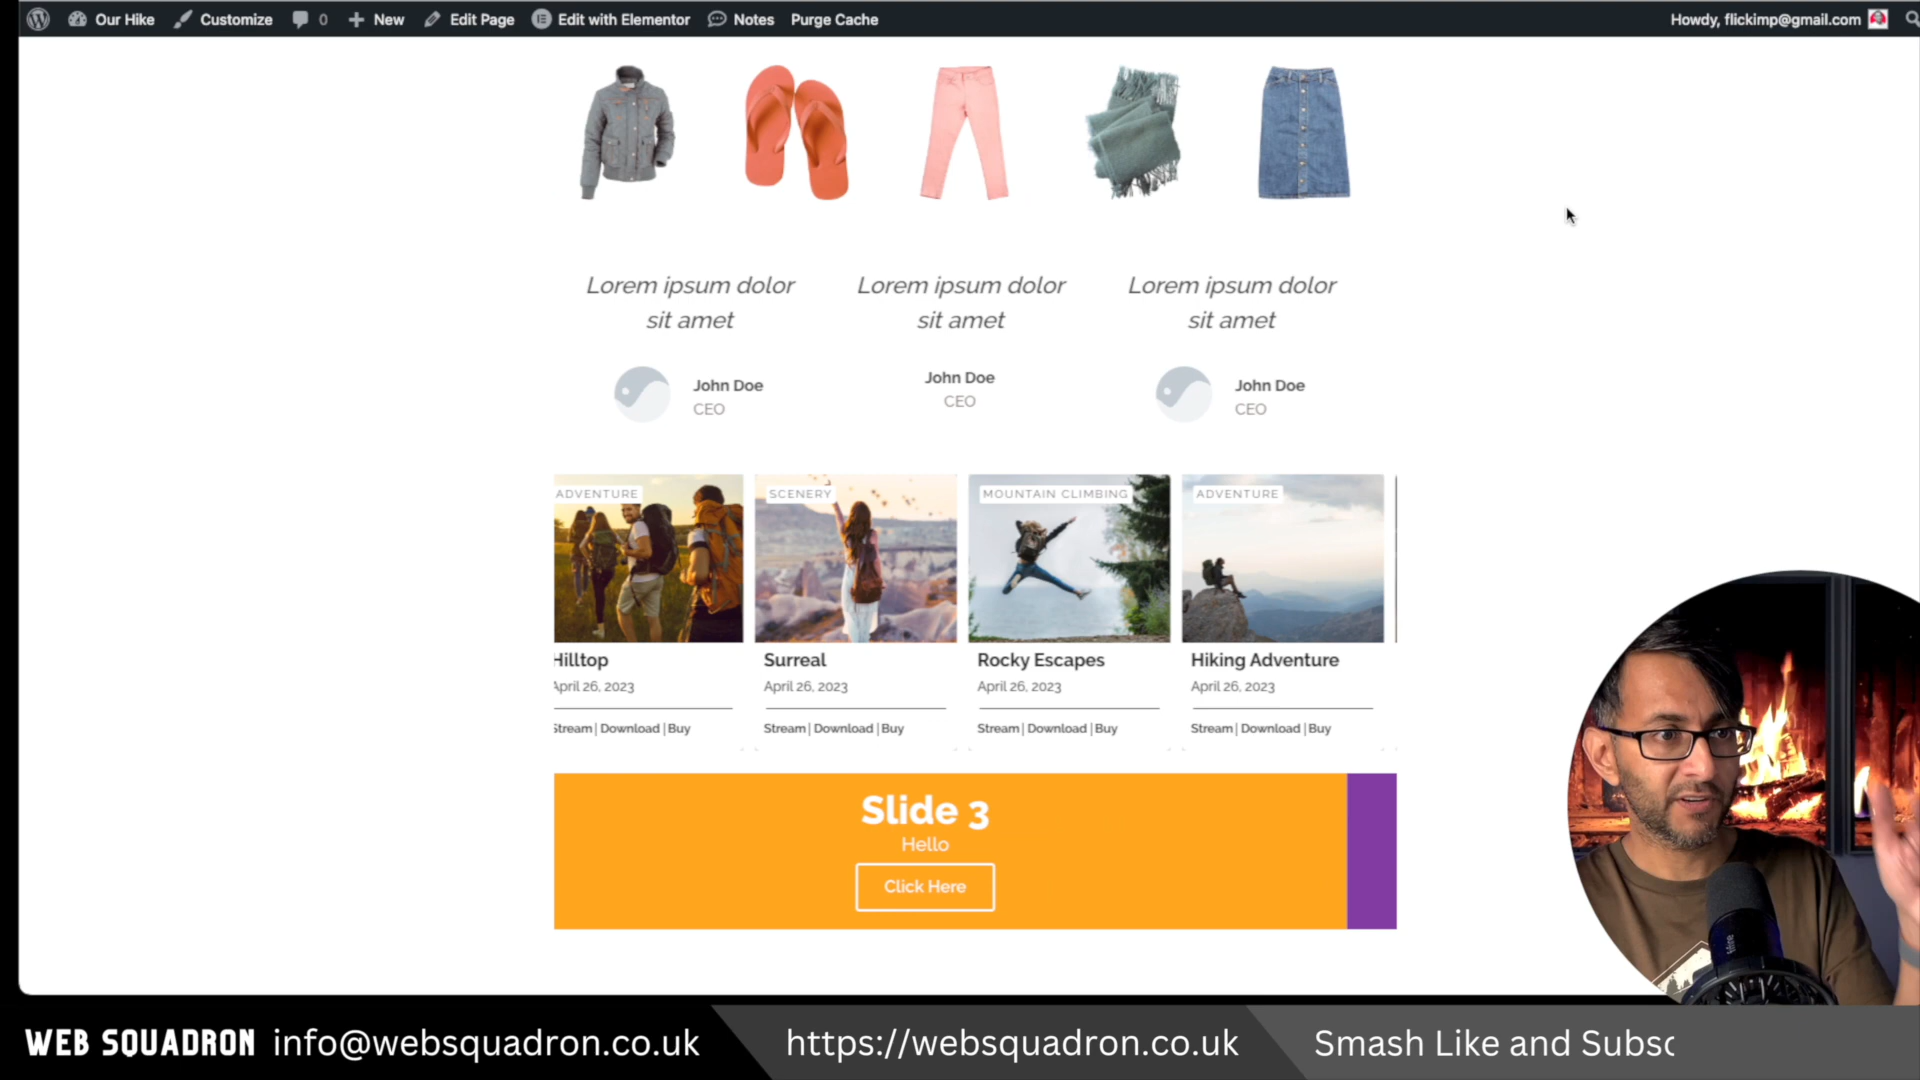 Our Hike Customize 0 New Edit Page Edit with Elementor Notes Purge Cache Howdy, flickimp@gmail.com
Lorem ipsum dolor
sit amet
John Doe
CEO
Lorem ipsum dolor
sit amet
John Doe
CEO
Lorem ipsum dolor
sit amet
John Doe
CEO
ADVENTURE
Hilltop
April 26, 2023
Stream | Download | Buy
SCENERY
Surreal
April 26, 2023
Stream | Download | Buy
MOUNTAIN CLIMBING
Rocky Escapes
April 26, 2023
Stream | Download | Buy
ADVENTURE
Hiking Adventure
April 26, 2023
Stream | Download | Buy
Slide 3
Hello
Click Here
WEB SQUADRON info@websquadron.co.uk https://websquadron.co.uk Smash Like and Subsc